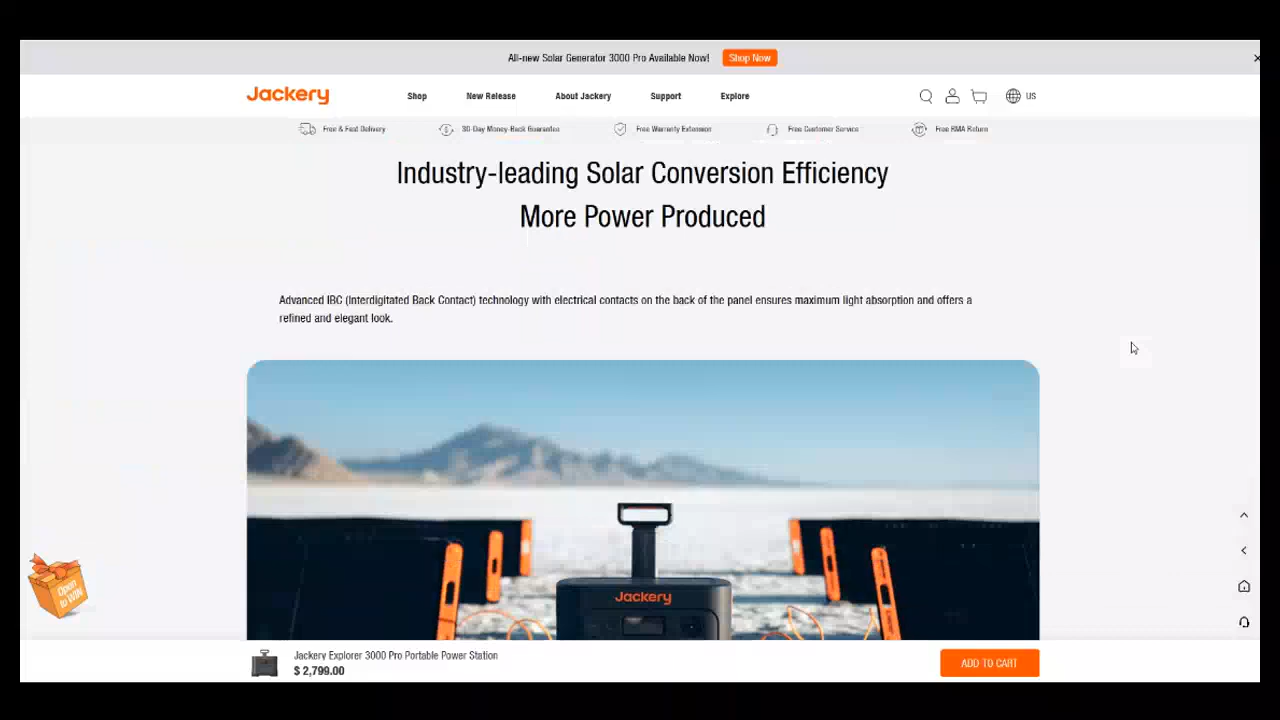 All-new Solar Generator 3000 Pro Available Now! Shop Now
Jackery Shop New Release About Jackery Support Explore US
Free & Fast Delivery 30-Day Money-Back Guarantee Free Warranty Extension Free Customer Service Free RMA Return
Industry-leading Solar Conversion Efficiency
More Power Produced
Advanced IBC (Interdigitated Back Contact) technology with electrical contacts on the back of the panel ensures maximum light absorption and offers a
refined and elegant look.
Jackery
Open
to WIN
Jackery Explorer 3000 Pro Portable Power Station
$ 2,799.00
ADD TO CART